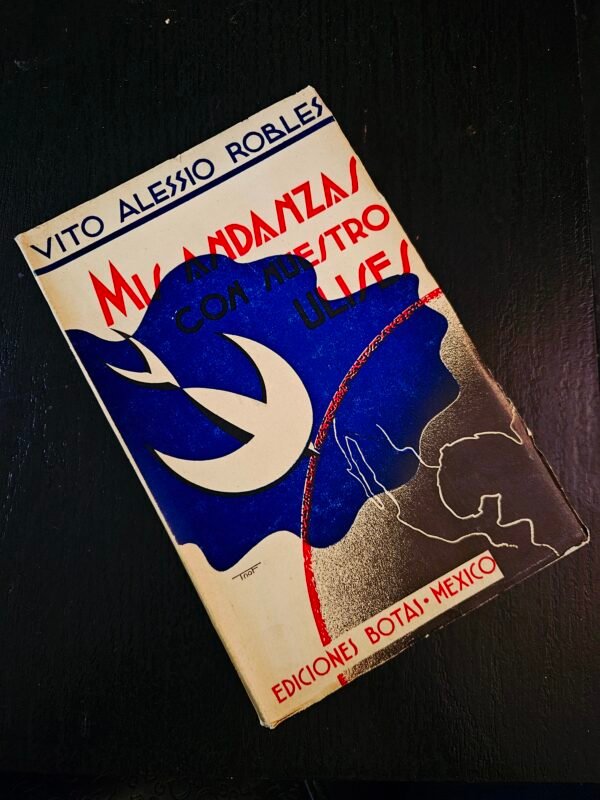 VITO ALESSIO ROBLES
MIS ANDANZAS
CON NUESTRO
ULISES
EDICIONES BOTAS · MEXICO